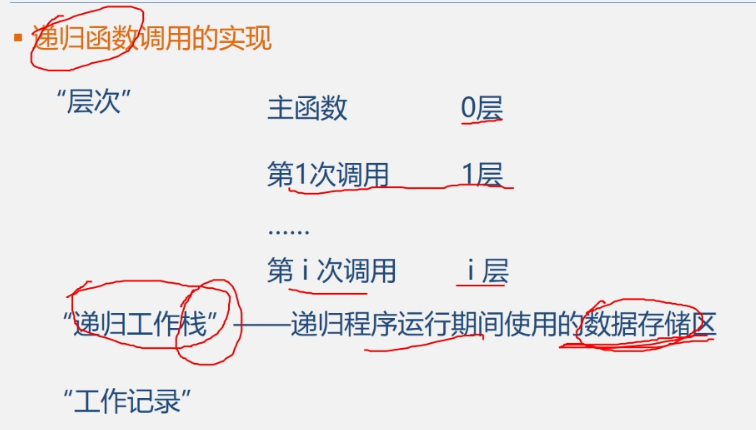 ▪ 递归函数调用的实现
“层次” 主函数 0层
第1次调用 1层
……
第 i 次调用 i 层
“递归工作栈” ——递归程序运行期间使用的数据存储区
“工作记录”